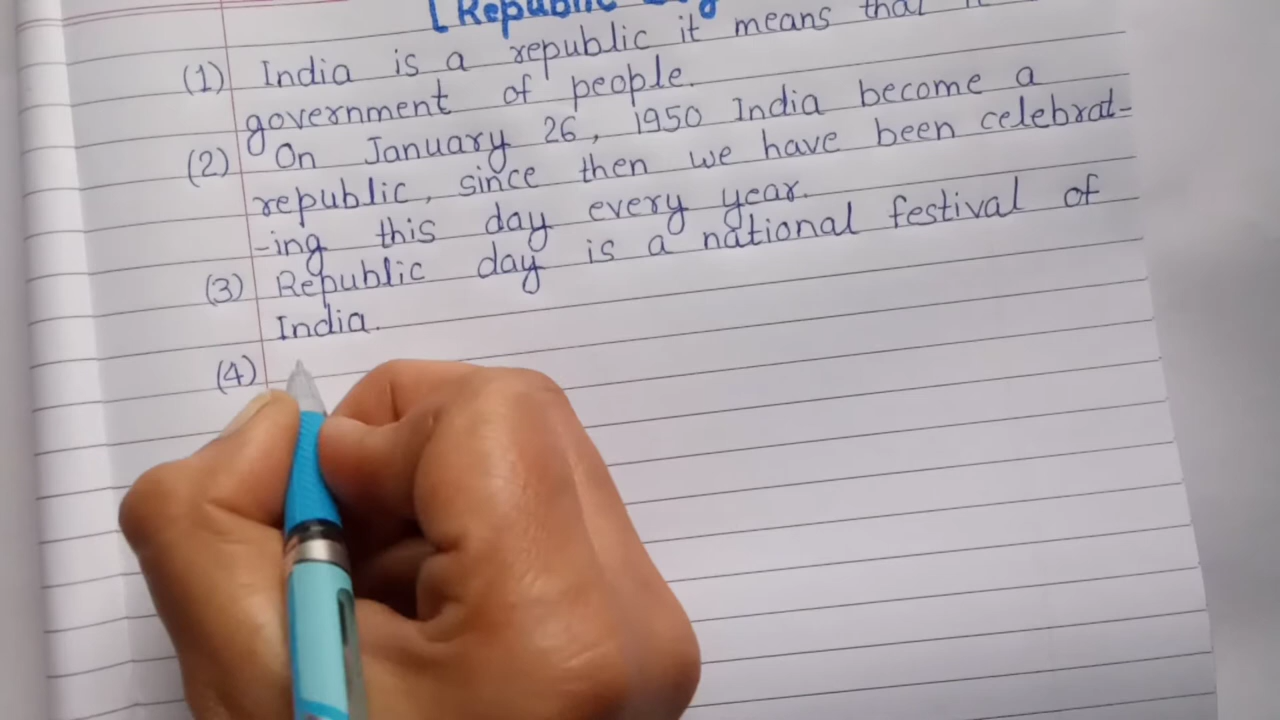 [Republic
(1) India is a republic it means that
government of people.
(2) On January 26, 1950 India become a
republic, since then we have been celebrat-
-ing this day every year.
(3) Republic day is a national festival of
India.
(4)